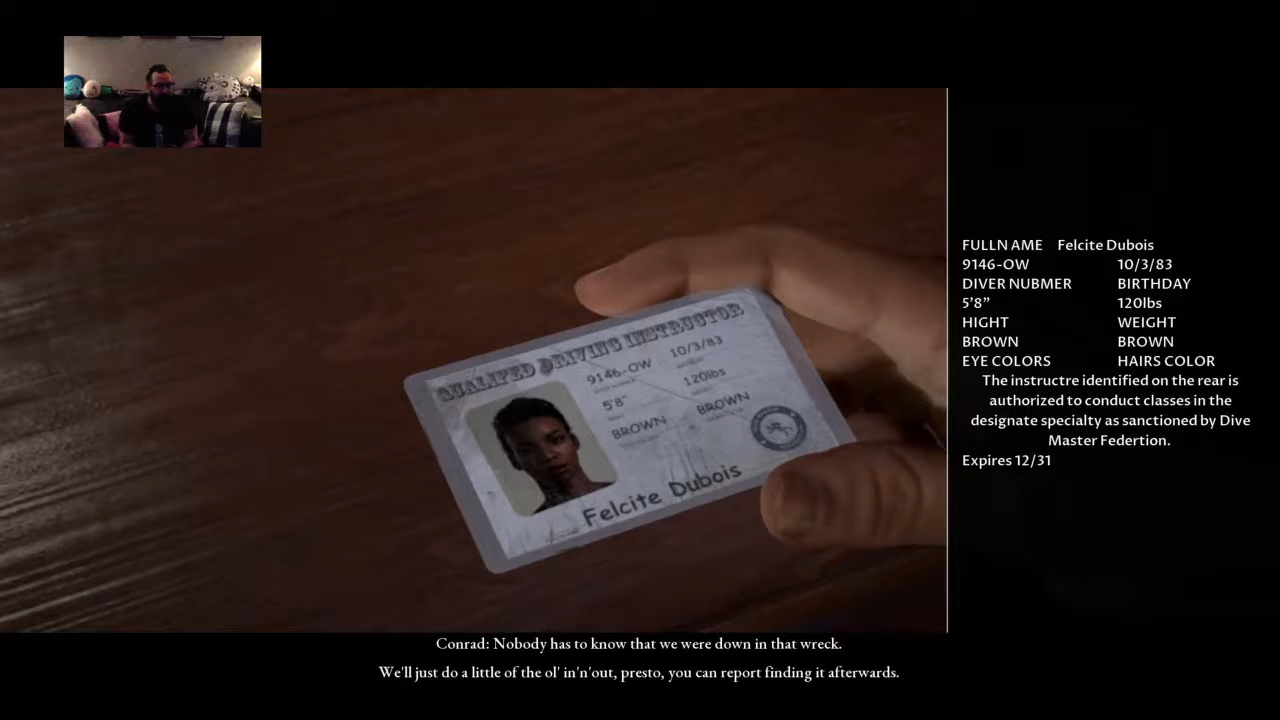 QUALIFED DRIVING INSTRUCTOR
9146-OW 10/3/83
5'8" 120lbs
BROWN BROWN
Felcite Dubois
FULLN AME Felcite Dubois
9146-OW 10/3/83
DIVER NUBMER BIRTHDAY
5'8" 120lbs
HIGHT WEIGHT
BROWN BROWN
EYE COLORS HAIRS COLOR
The instructre identified on the rear is
authorized to conduct classes in the
designate specialty as sanctioned by Dive
Master Federtion.
Expires 12/31
Conrad: Nobody has to know that we were down in that wreck.
We'll just do a little of the ol' in'n'out, presto, you can report finding it afterwards.